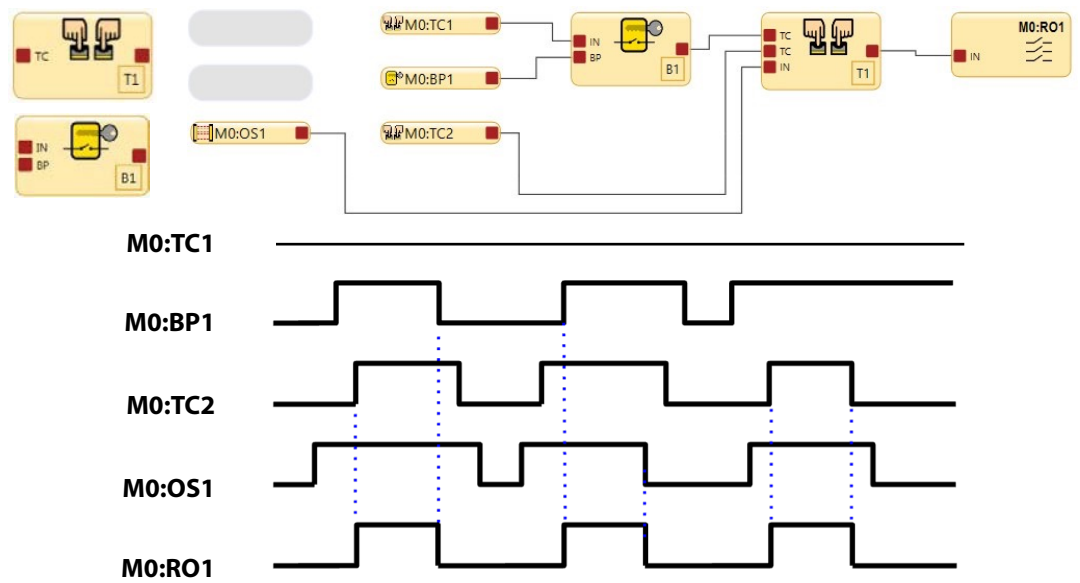 TC
T1
IN
BP
B1
M0:OS1
M0:TC1
M0:BP1
M0:TC2
IN
BP
B1
TC
TC
IN
T1
M0:RO1
IN
M0:TC1
M0:BP1
M0:TC2
M0:OS1
M0:RO1